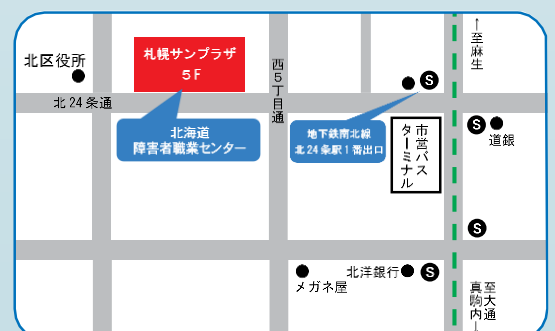 北区役所
札幌サンプラザ
5F
西5丁目通
↑至麻生
S
北24条通
北海道
障害者職業センター
地下鉄南北線
北24条駅1番出口
市営バス
ターミナル
S
道銀
S
メガネ屋
北洋銀行
S
至大通
真駒内↓